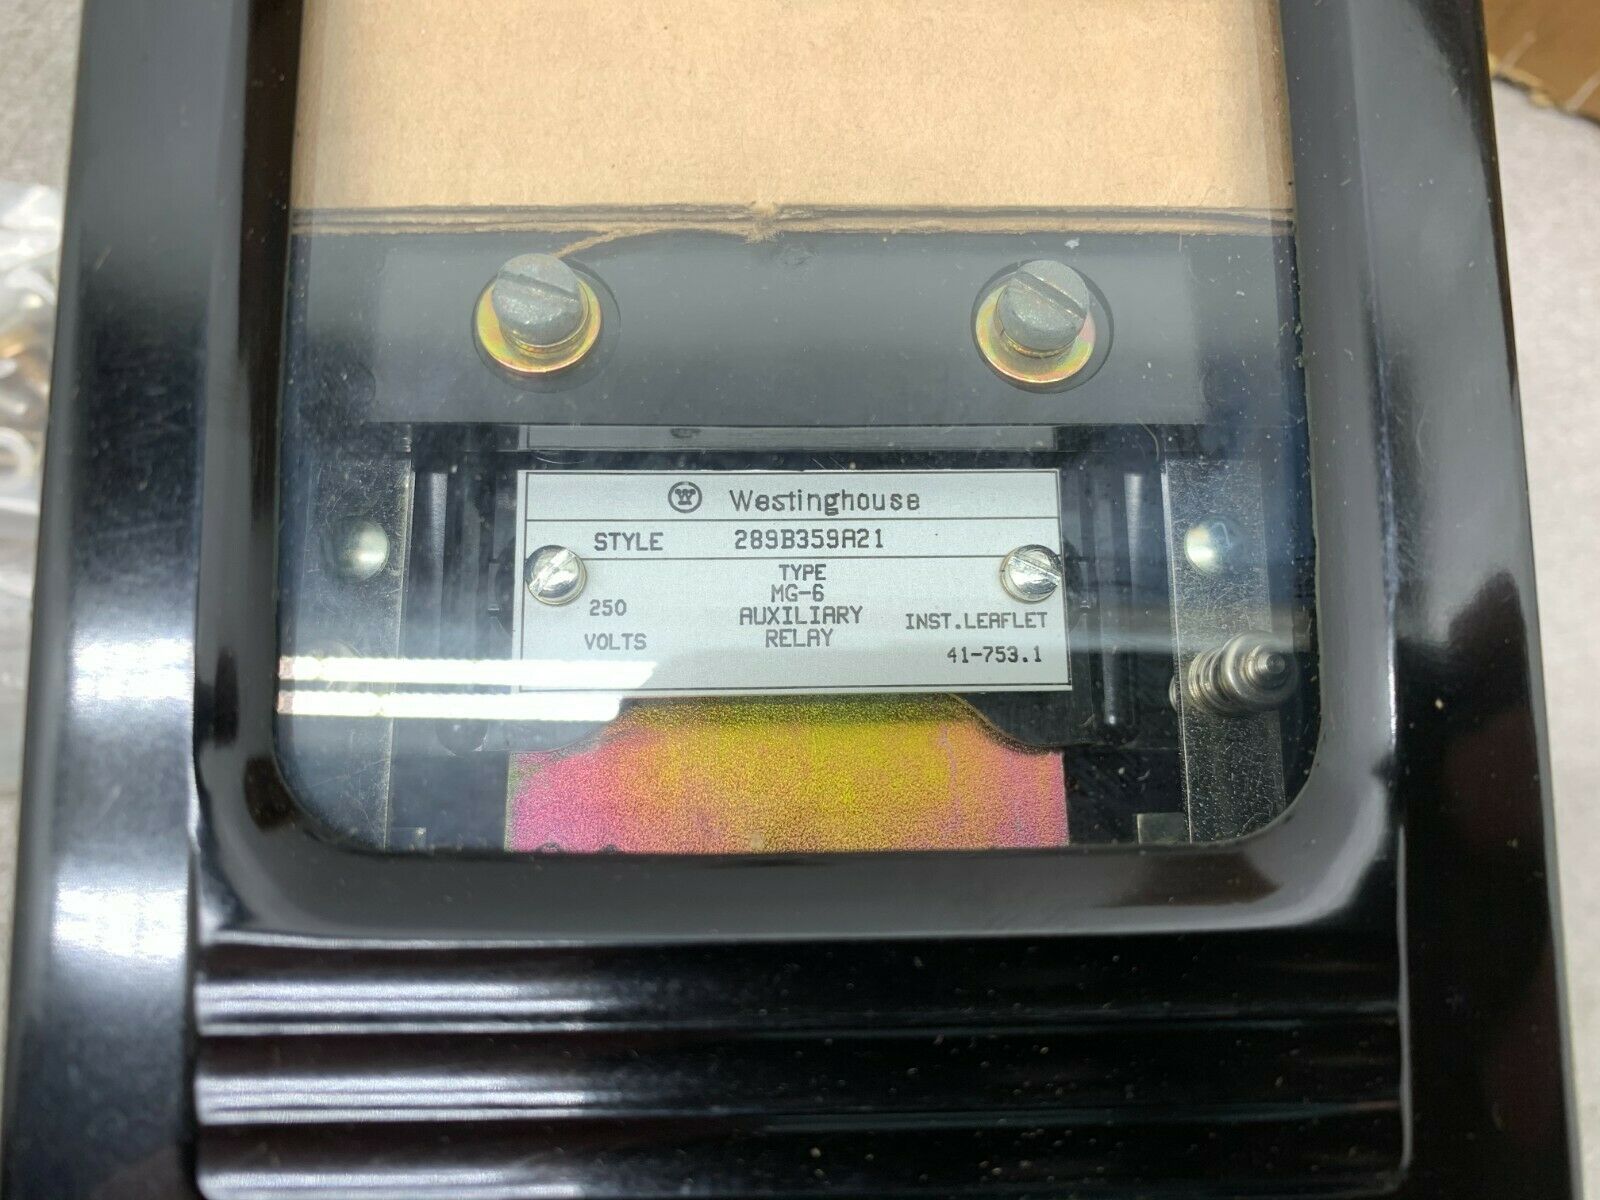 Westinghouse
STYLE 289B359A21
TYPE
MG-6
AUXILIARY
RELAY
250
VOLTS
INST.LEAFLET
41-753.1